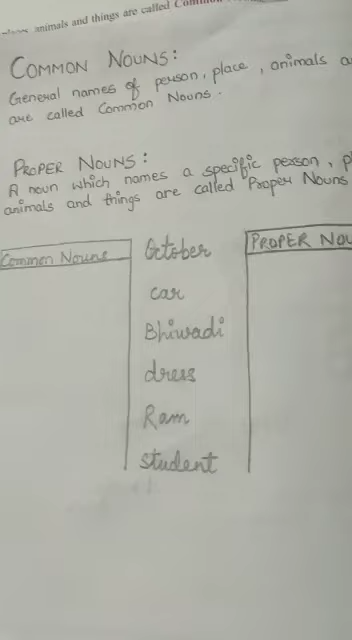 animals and things are called Common
COMMON NOUNS:
General names of person, place, animals
are called Common Nouns.
PROPER NOUNS:
A noun which names a specific person,
animals and things are called Proper Nouns
Common Nouns
October
PROPER
car
Bhiwadi
dress
Ram
student